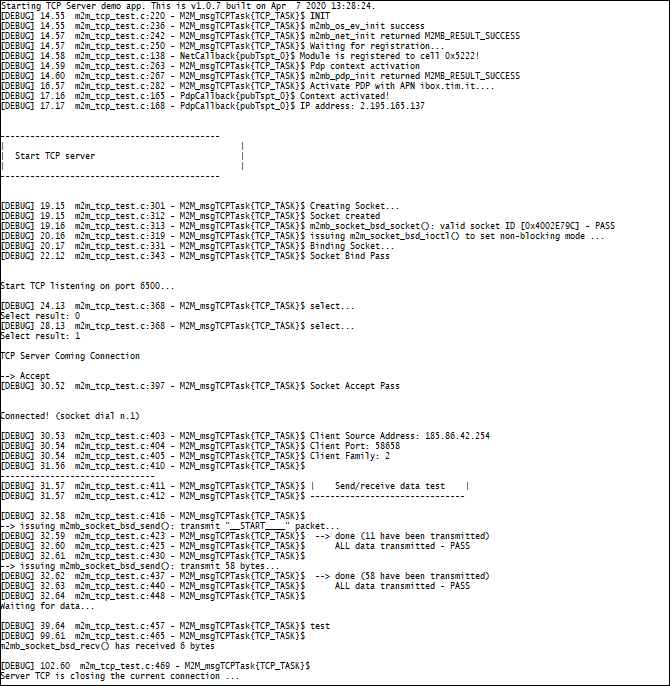 Starting TCP Server demo app. This is v1.0.7 built on Apr  7 2020 13:28:24.
[DEBUG] 14.55  m2m_tcp_test.c:220 - M2M_msgTCPTask{TCP_TASK}$ INIT
[DEBUG] 14.55  m2m_tcp_test.c:236 - M2M_msgTCPTask{TCP_TASK}$ m2mb_os_ev_init success
[DEBUG] 14.57  m2m_tcp_test.c:242 - M2M_msgTCPTask{TCP_TASK}$ m2mb_net_init returned M2MB_RESULT_SUCCESS
[DEBUG] 14.57  m2m_tcp_test.c:250 - M2M_msgTCPTask{TCP_TASK}$ Waiting for registration...
[DEBUG] 14.58  m2m_tcp_test.c:138 - NetCallback{pubTspt_0}$ Module is registered to cell 0x5222!
[DEBUG] 14.59  m2m_tcp_test.c:263 - M2M_msgTCPTask{TCP_TASK}$ Pdp context activation
[DEBUG] 14.60  m2m_tcp_test.c:267 - M2M_msgTCPTask{TCP_TASK}$ m2mb_pdp_init returned M2MB_RESULT_SUCCESS
[DEBUG] 16.57  m2m_tcp_test.c:282 - M2M_msgTCPTask{TCP_TASK}$ Activate PDP with APN ibox.tim.it....
[DEBUG] 17.16  m2m_tcp_test.c:165 - PdpCallback{pubTspt_0}$ Context activated!
[DEBUG] 17.17  m2m_tcp_test.c:168 - PdpCallback{pubTspt_0}$ IP address: 2.195.165.137
--------------------------------------------
|                                               |
|  Start TCP server                             |
|                                               |
--------------------------------------------
[DEBUG] 19.15  m2m_tcp_test.c:301 - M2M_msgTCPTask{TCP_TASK}$ Creating Socket...
[DEBUG] 19.15  m2m_tcp_test.c:312 - M2M_msgTCPTask{TCP_TASK}$ Socket created
[DEBUG] 19.16  m2m_tcp_test.c:313 - M2M_msgTCPTask{TCP_TASK}$ m2mb_socket_bsd_socket(): valid socket ID [0x4002E79C] - PASS
[DEBUG] 20.16  m2m_tcp_test.c:319 - M2M_msgTCPTask{TCP_TASK}$ issuing m2m_socket_bsd_ioctl() to set non-blocking mode ...
[DEBUG] 20.17  m2m_tcp_test.c:331 - M2M_msgTCPTask{TCP_TASK}$ Binding Socket...
[DEBUG] 22.12  m2m_tcp_test.c:343 - M2M_msgTCPTask{TCP_TASK}$ Socket Bind Pass
Start TCP listening on port 6500...
[DEBUG] 24.13  m2m_tcp_test.c:368 - M2M_msgTCPTask{TCP_TASK}$ select...
Select result: 0
[DEBUG] 28.13  m2m_tcp_test.c:368 - M2M_msgTCPTask{TCP_TASK}$ select...
Select result: 1
TCP Server Coming Connection
--> Accept
[DEBUG] 30.52  m2m_tcp_test.c:397 - M2M_msgTCPTask{TCP_TASK}$ Socket Accept Pass
Connected! (socket dial n.1)
[DEBUG] 30.53  m2m_tcp_test.c:403 - M2M_msgTCPTask{TCP_TASK}$ Client Source Address: 185.86.42.254
[DEBUG] 30.54  m2m_tcp_test.c:404 - M2M_msgTCPTask{TCP_TASK}$ Client Port: 58658
[DEBUG] 30.54  m2m_tcp_test.c:405 - M2M_msgTCPTask{TCP_TASK}$ Client Family: 2
[DEBUG] 31.56  m2m_tcp_test.c:410 - M2M_msgTCPTask{TCP_TASK}$
-------------------------------
[DEBUG] 31.57  m2m_tcp_test.c:411 - M2M_msgTCPTask{TCP_TASK}$ |    Send/receive data test    |
[DEBUG] 31.57  m2m_tcp_test.c:412 - M2M_msgTCPTask{TCP_TASK}$ -------------------------------
[DEBUG] 32.58  m2m_tcp_test.c:416 - M2M_msgTCPTask{TCP_TASK}$
--> issuing m2mb_socket_bsd_send(): transmit "__START____" packet...
[DEBUG] 32.59  m2m_tcp_test.c:423 - M2M_msgTCPTask{TCP_TASK}$  --> done (11 have been transmitted)
[DEBUG] 32.60  m2m_tcp_test.c:425 - M2M_msgTCPTask{TCP_TASK}$      ALL data transmitted - PASS
[DEBUG] 32.61  m2m_tcp_test.c:430 - M2M_msgTCPTask{TCP_TASK}$
--> issuing m2mb_socket_bsd_send(): transmit 58 bytes...
[DEBUG] 32.62  m2m_tcp_test.c:437 - M2M_msgTCPTask{TCP_TASK}$  --> done (58 have been transmitted)
[DEBUG] 32.63  m2m_tcp_test.c:440 - M2M_msgTCPTask{TCP_TASK}$      ALL data transmitted - PASS
[DEBUG] 32.64  m2m_tcp_test.c:448 - M2M_msgTCPTask{TCP_TASK}$
Waiting for data...
[DEBUG] 39.64  m2m_tcp_test.c:457 - M2M_msgTCPTask{TCP_TASK}$ test
[DEBUG] 99.61  m2m_tcp_test.c:465 - M2M_msgTCPTask{TCP_TASK}$
m2mb_socket_bsd_recv() has received 6 bytes
[DEBUG] 102.60  m2m_tcp_test.c:469 - M2M_msgTCPTask{TCP_TASK}$
Server TCP is closing the current connection ...